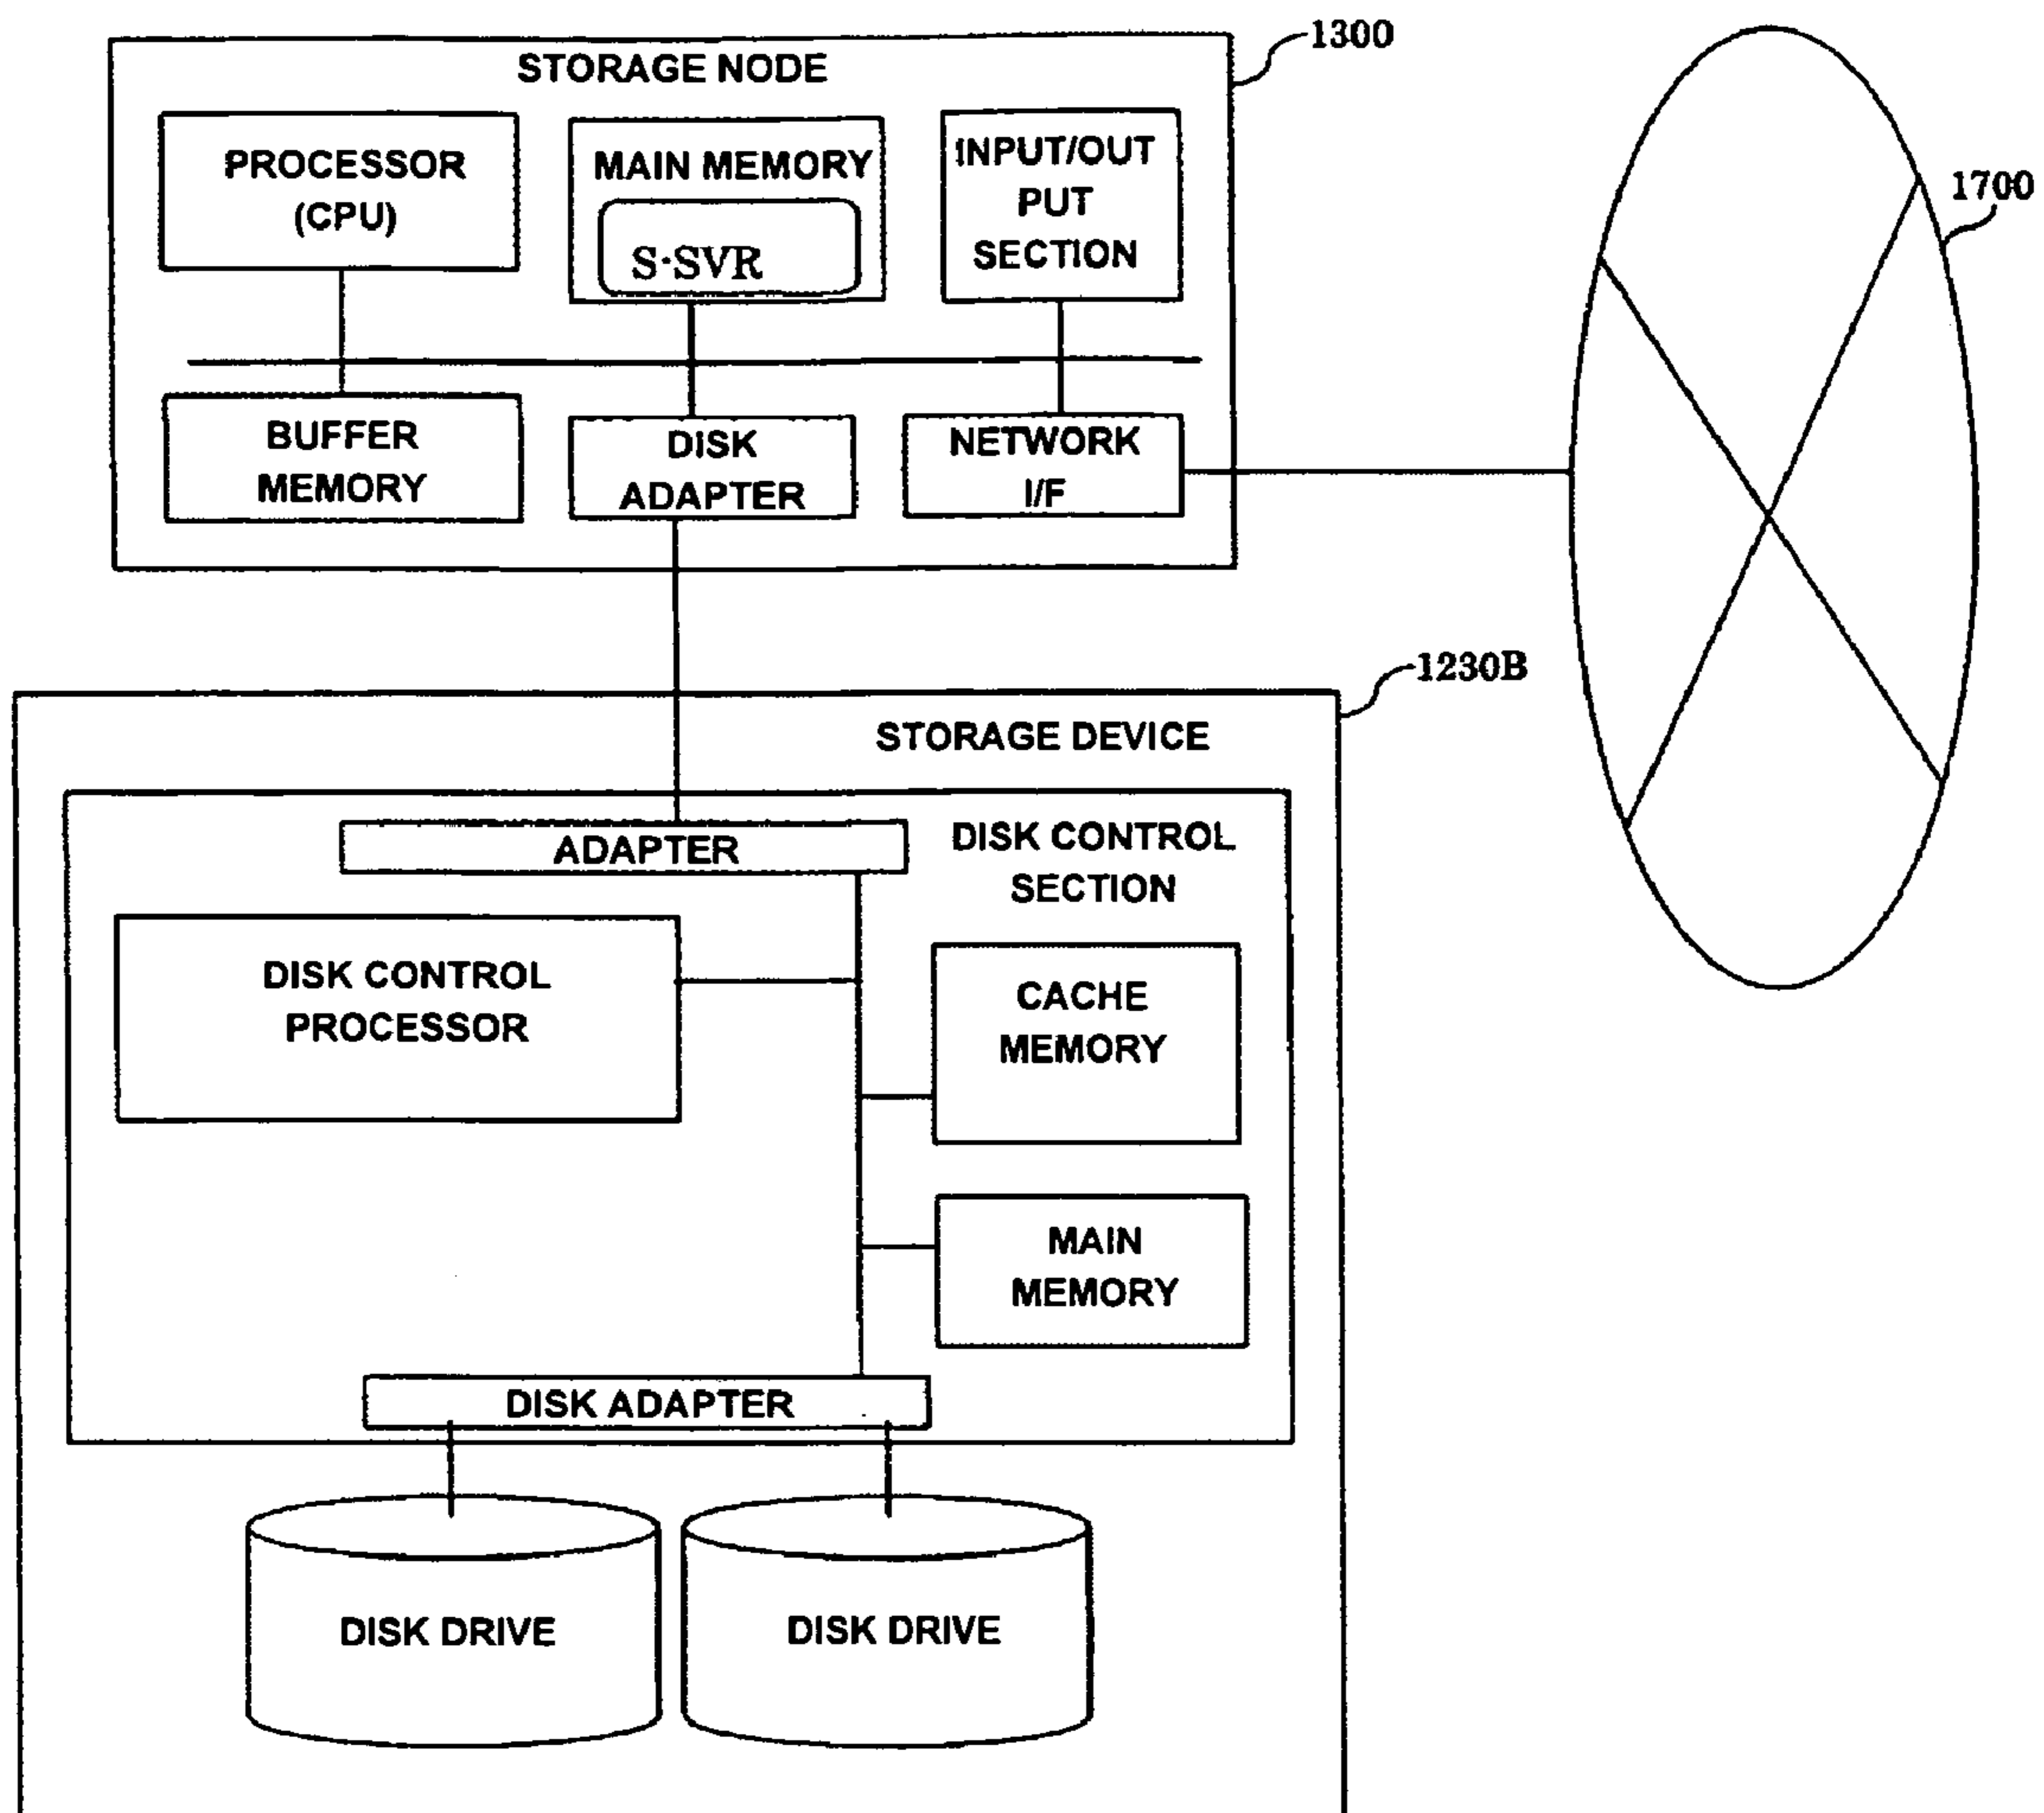 1300
STORAGE NODE
PROCESSOR
(CPU)
MAIN MEMORY
S·SVR
INPUT/OUT
PUT
SECTION
1700
BUFFER
MEMORY
DISK
ADAPTER
NETWORK
I/F
1230B
STORAGE DEVICE
ADAPTER
DISK CONTROL
SECTION
DISK CONTROL
PROCESSOR
CACHE
MEMORY
MAIN
MEMORY
DISK ADAPTER
DISK DRIVE
DISK DRIVE